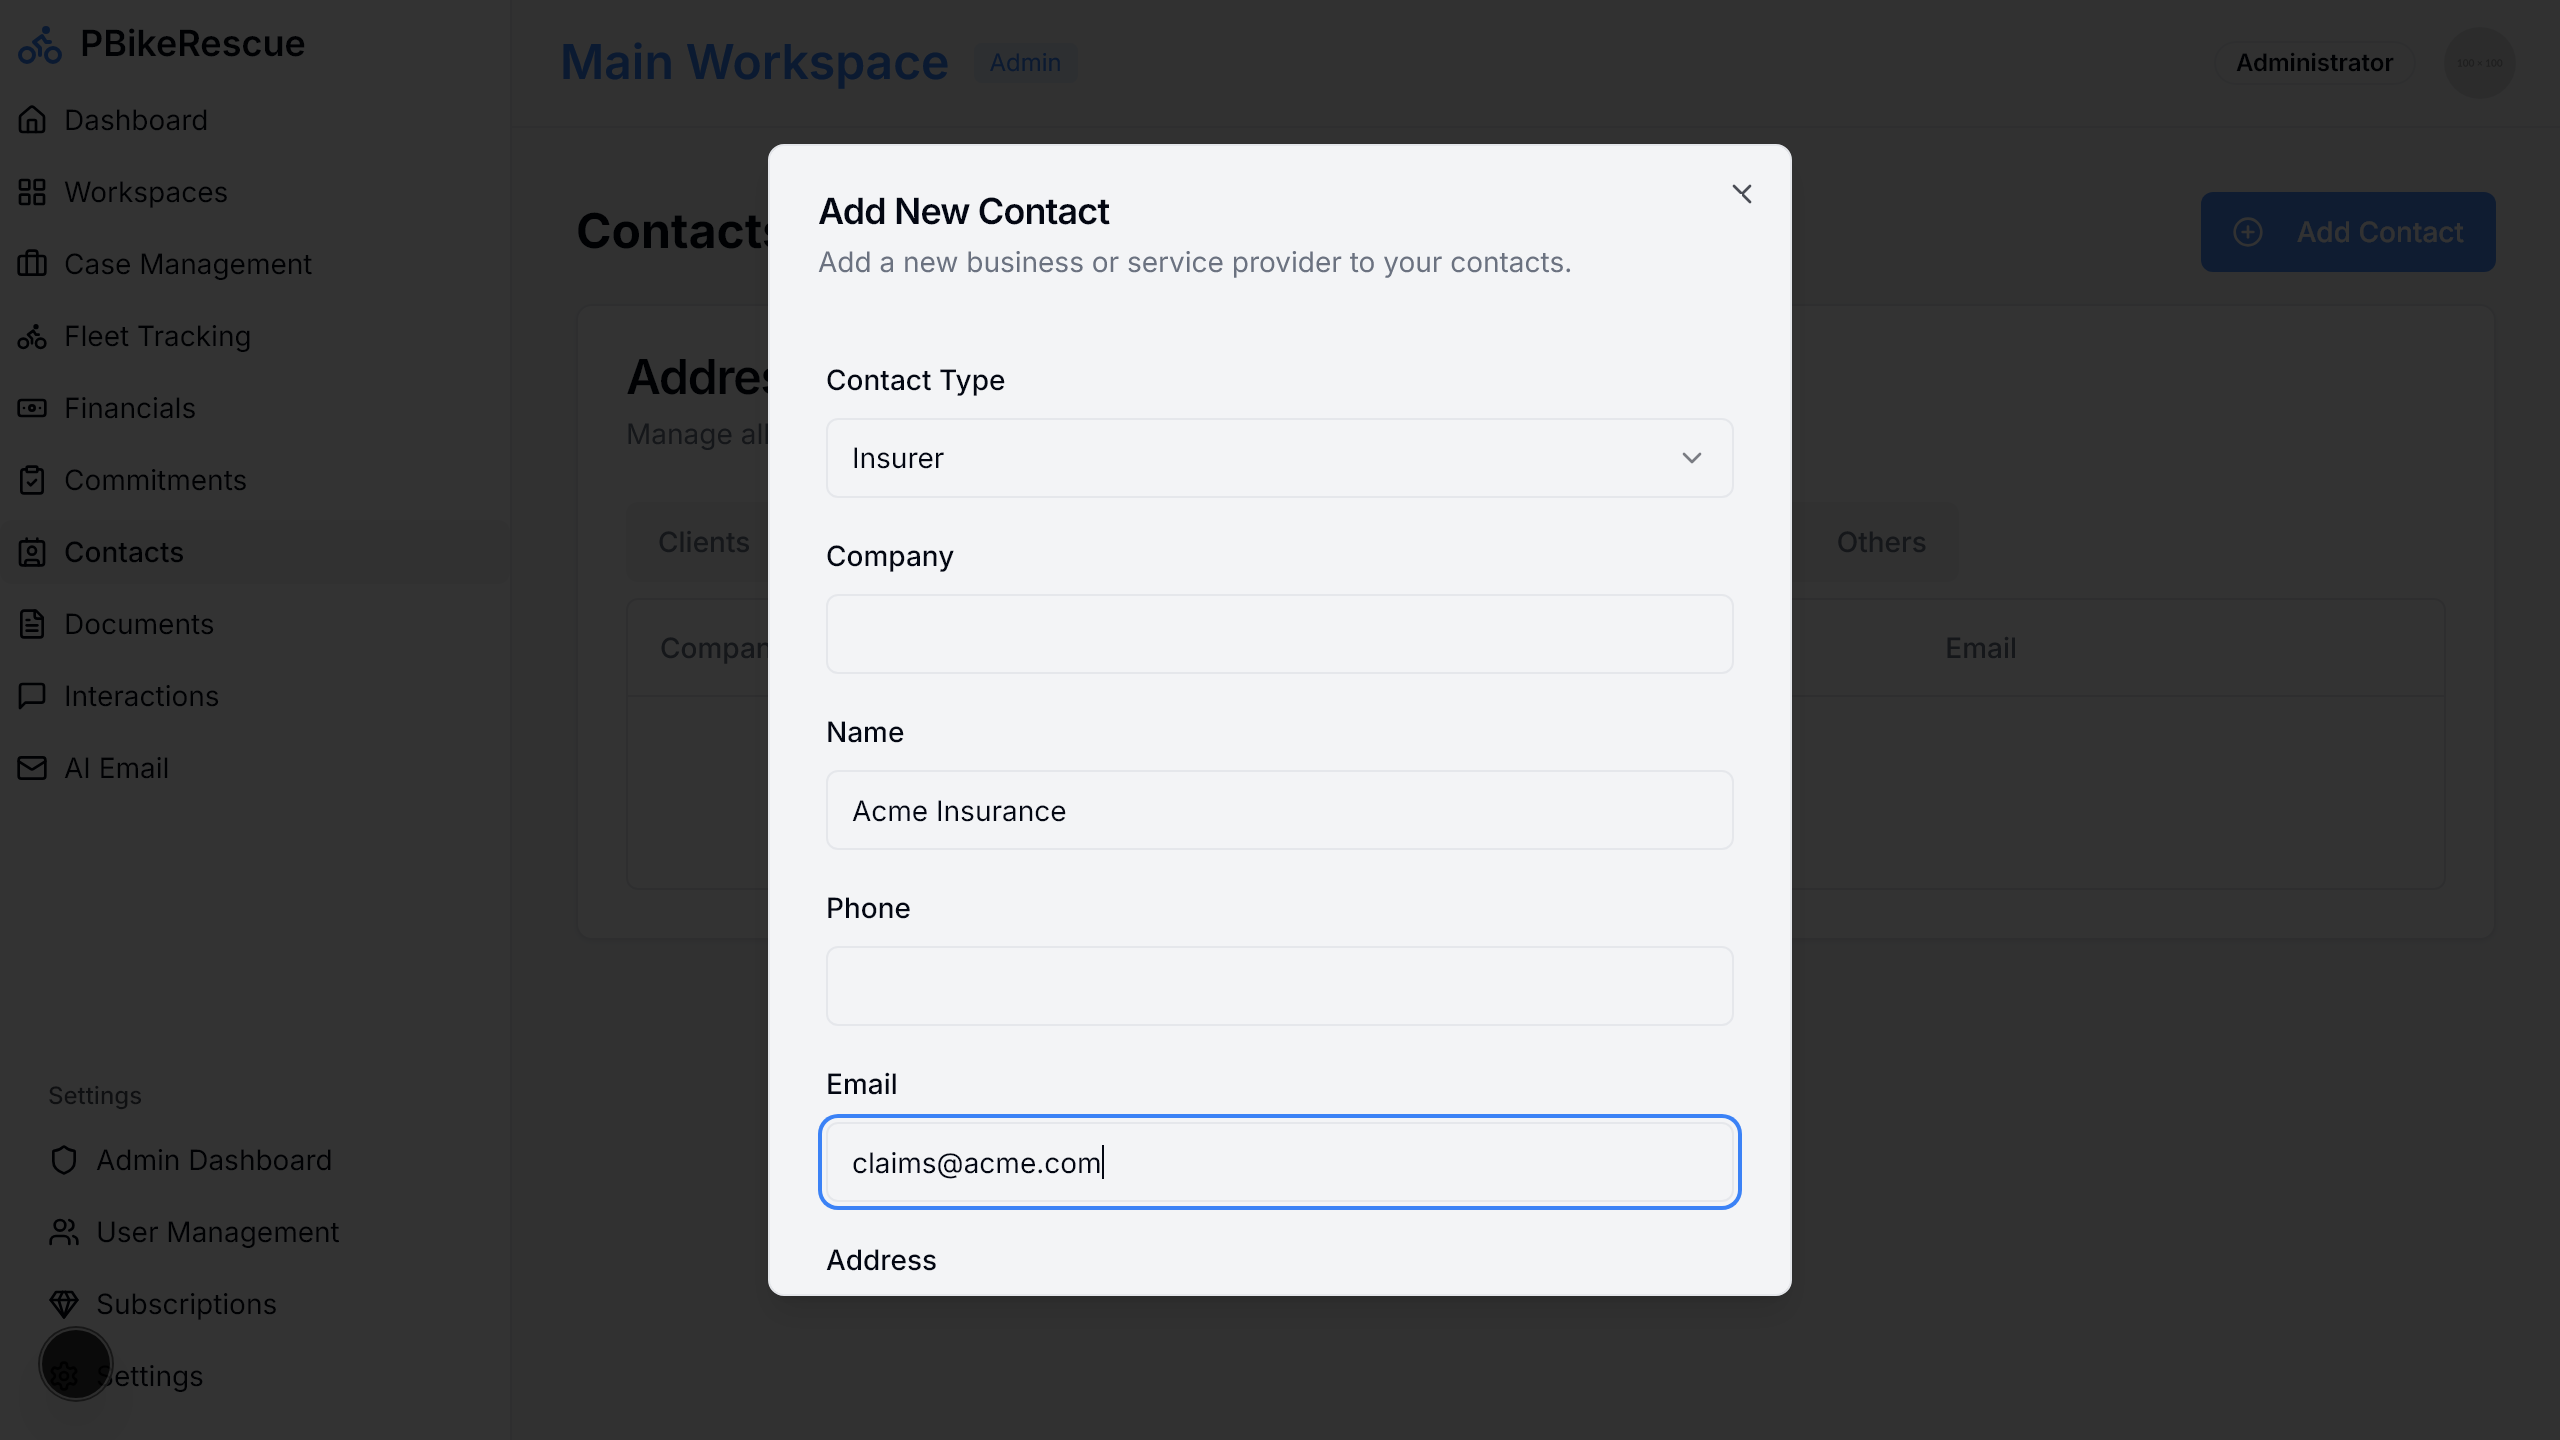 PBikeRescue
Dashboard
Workspaces
Case Management
Fleet Tracking
Financials
Commitments
Contacts
Documents
Interactions
AI Email
Settings
Admin Dashboard
User Management
Subscriptions
Settings
Main Workspace Admin
Administrator
100 × 100
Contacts
Add Contact
Manage all
Clients
Others
Email
Add New Contact
Add a new business or service provider to your contacts.
Contact Type
Insurer
Company
Name
Acme Insurance
Phone
Email
claims@acme.com
Address